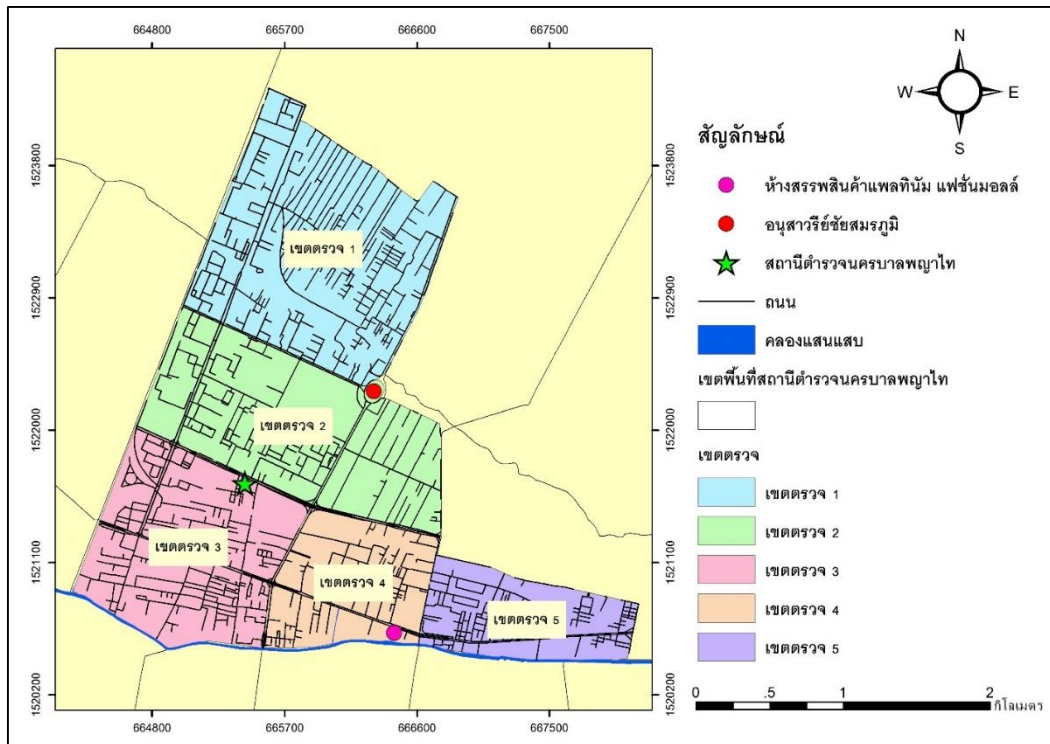 664800 665700 666600 667500
1523800 1523800
1522900 1522900
1522000 1522000
1521100 1521100
1520200 1520200
664800 665700 666600 667500
เขตตรวจ 1
เขตตรวจ 2
เขตตรวจ 3
เขตตรวจ 4
เขตตรวจ 5
N
W E
S
สัญลักษณ์
ห้างสรรพสินค้าแพลทินัม แฟชั่นมอลล์
อนุสาวรีย์ชัยสมรภูมิ
สถานีตำรวจนครบาลพญาไท
ถนน
คลองแสนแสบ
เขตพื้นที่สถานีตำรวจนครบาลพญาไท
เขตตรวจ
เขตตรวจ 1
เขตตรวจ 2
เขตตรวจ 3
เขตตรวจ 4
เขตตรวจ 5
0 .5 1 2
กิโลเมตร